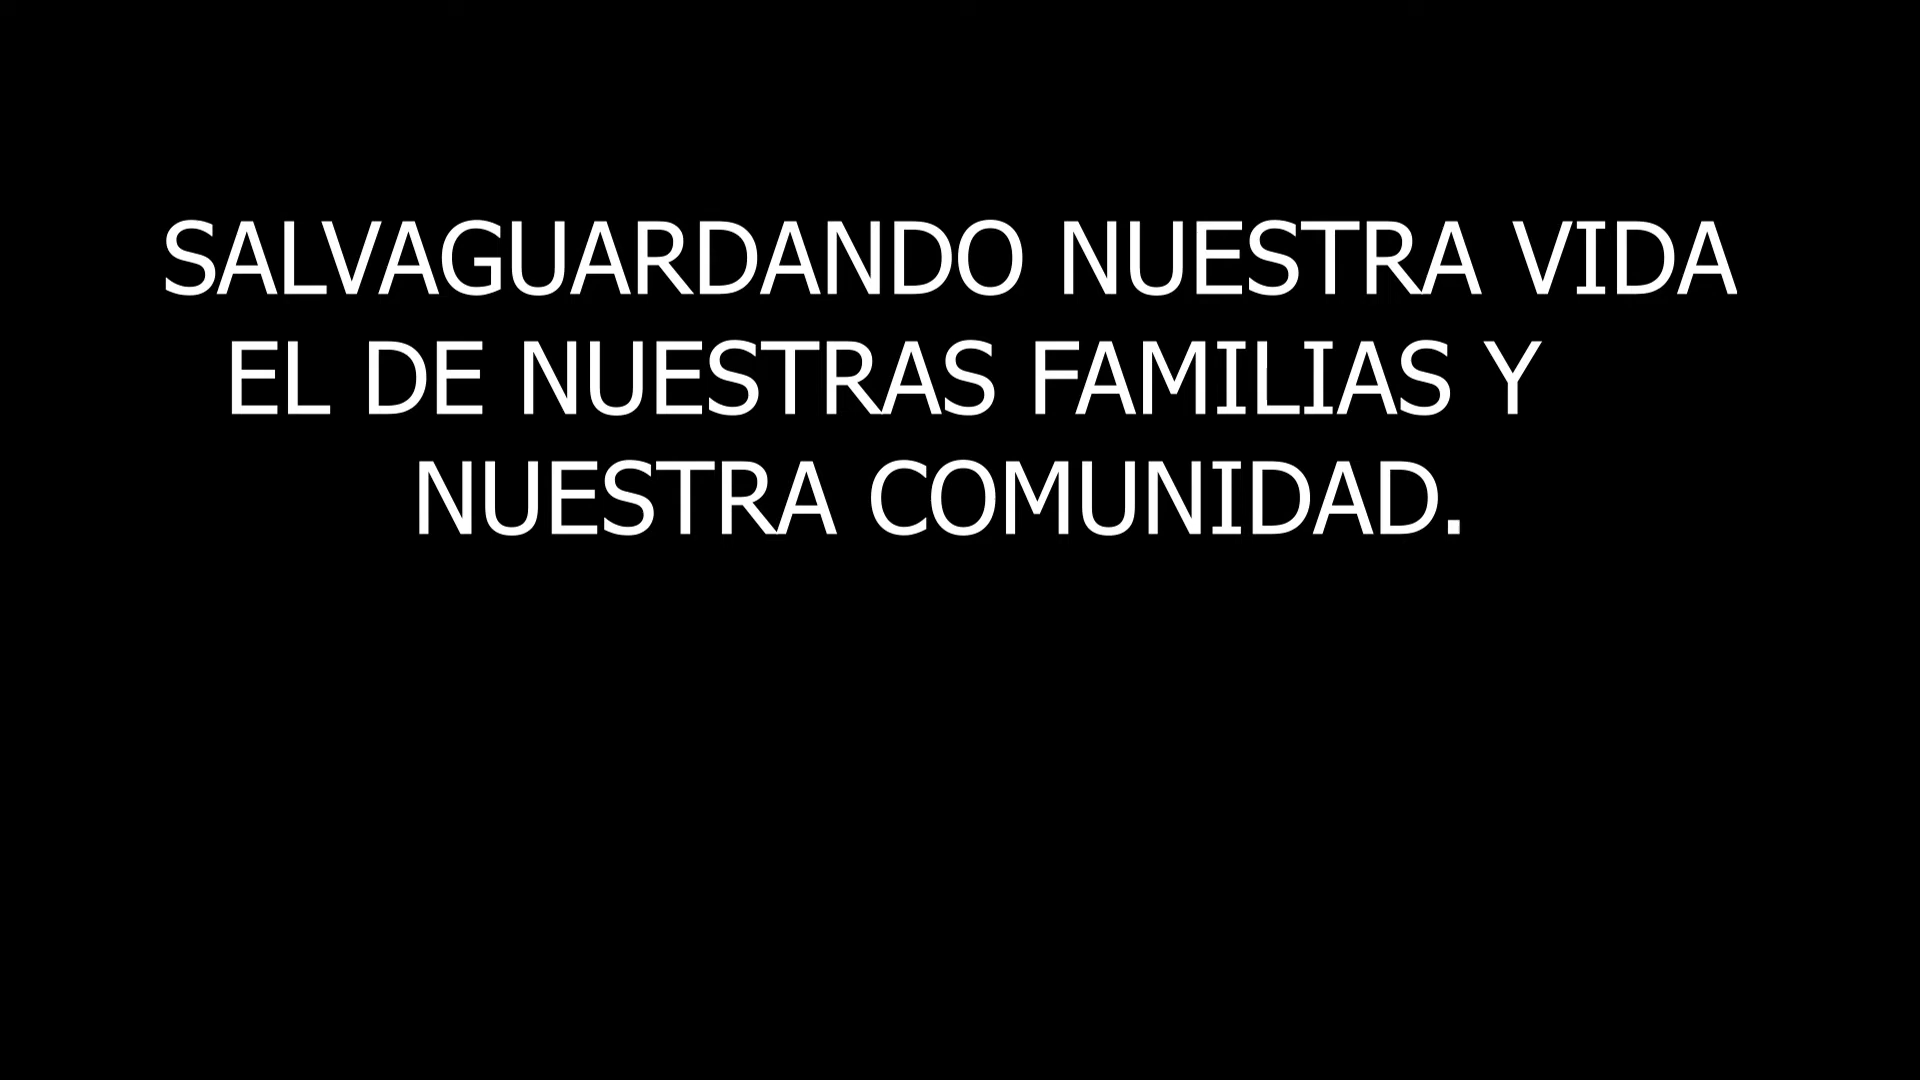 SALVAGUARDANDO NUESTRA VIDA
EL DE NUESTRAS FAMILIAS Y
NUESTRA COMUNIDAD.